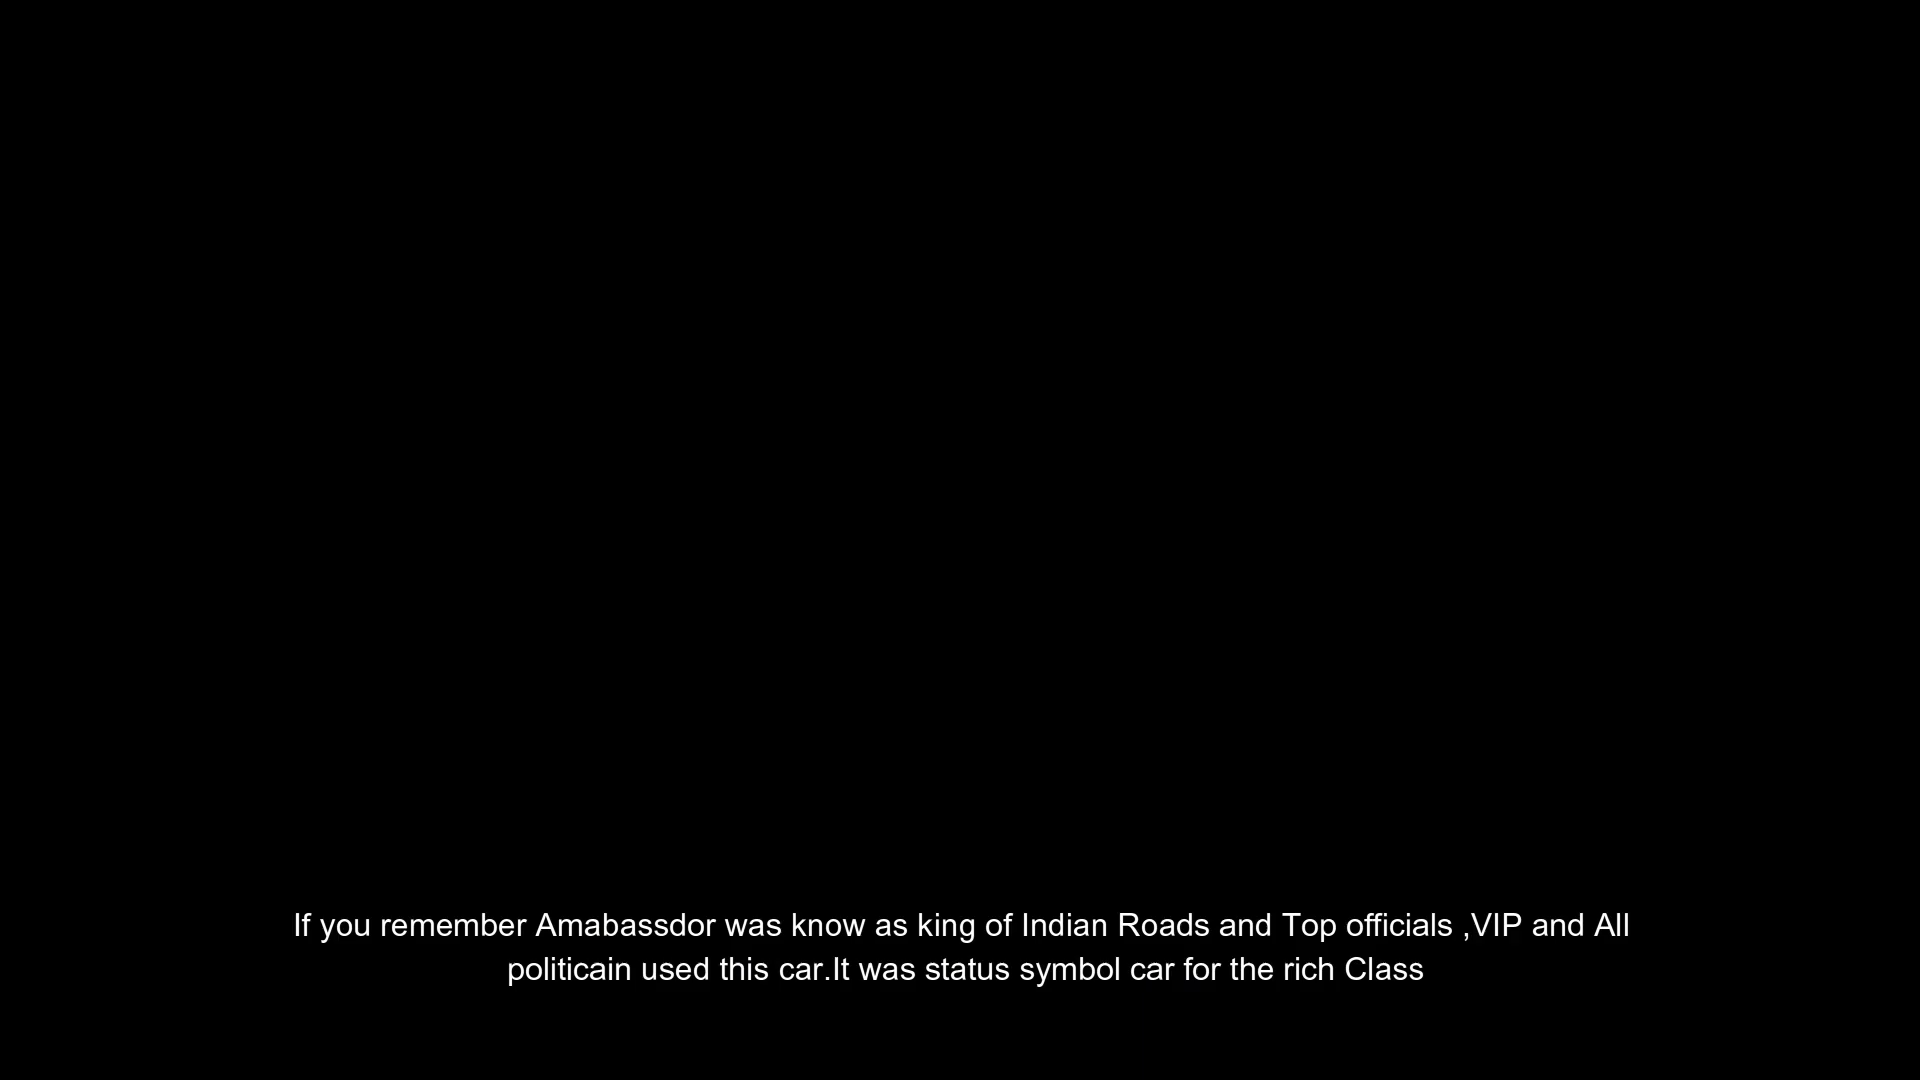 If you remember Amabassdor was know as king of Indian Roads and Top officials ,VIP and All
politicain used this car.It was status symbol car for the rich Class